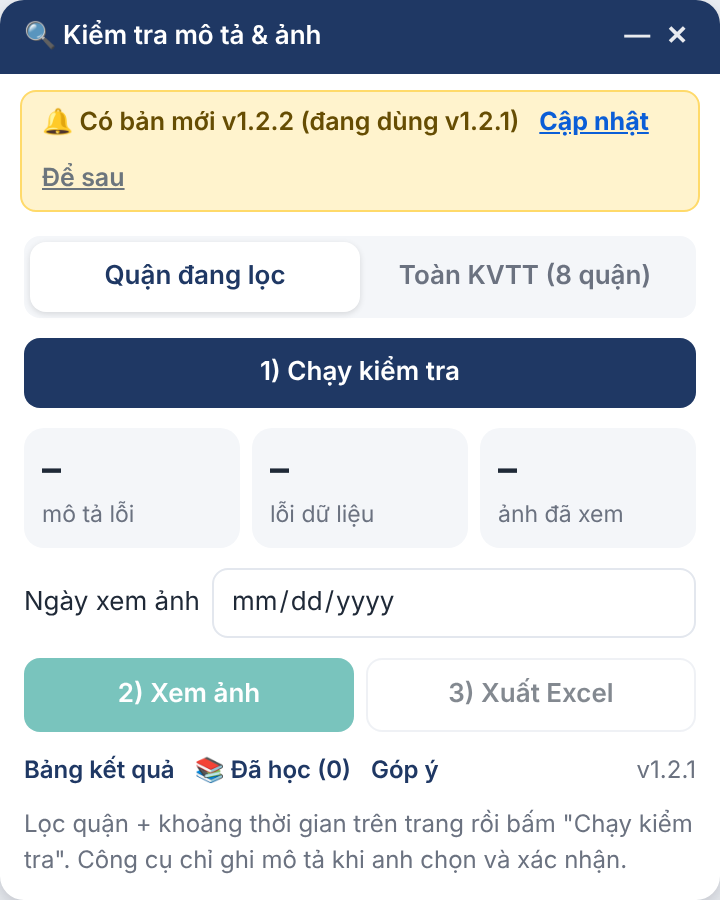 🔍 Kiểm tra mô tả & ảnh — ×
🔔 Có bản mới v1.2.2 (đang dùng v1.2.1) Cập nhật
Để sau
Quận đang lọc Toàn KVTT (8 quận)
1) Chạy kiểm tra
– – –
mô tả lỗi lỗi dữ liệu ảnh đã xem
Ngày xem ảnh mm/dd/yyyy
2) Xem ảnh 3) Xuất Excel
Bảng kết quả 📚 Đã học (0) Góp ý v1.2.1
Lọc quận + khoảng thời gian trên trang rồi bấm "Chạy kiểm
tra". Công cụ chỉ ghi mô tả khi anh chọn và xác nhận.